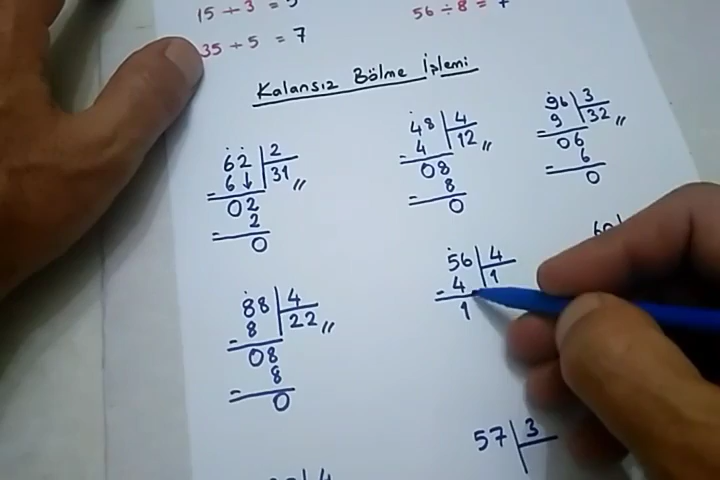 15 ÷ 3 = 5
56 ÷ 8 = 7
35 ÷ 5 = 7
Kalansız Bölme İşlemi
62 | 2
6 ↓ 31 //
02
2
0
48 | 4
4 12 //
08
8
0
96 | 3
9 32 //
06
6
0
88 | 4
8 22 //
08
8
0
56 | 4
- 4 1
1
60
57 | 3
4